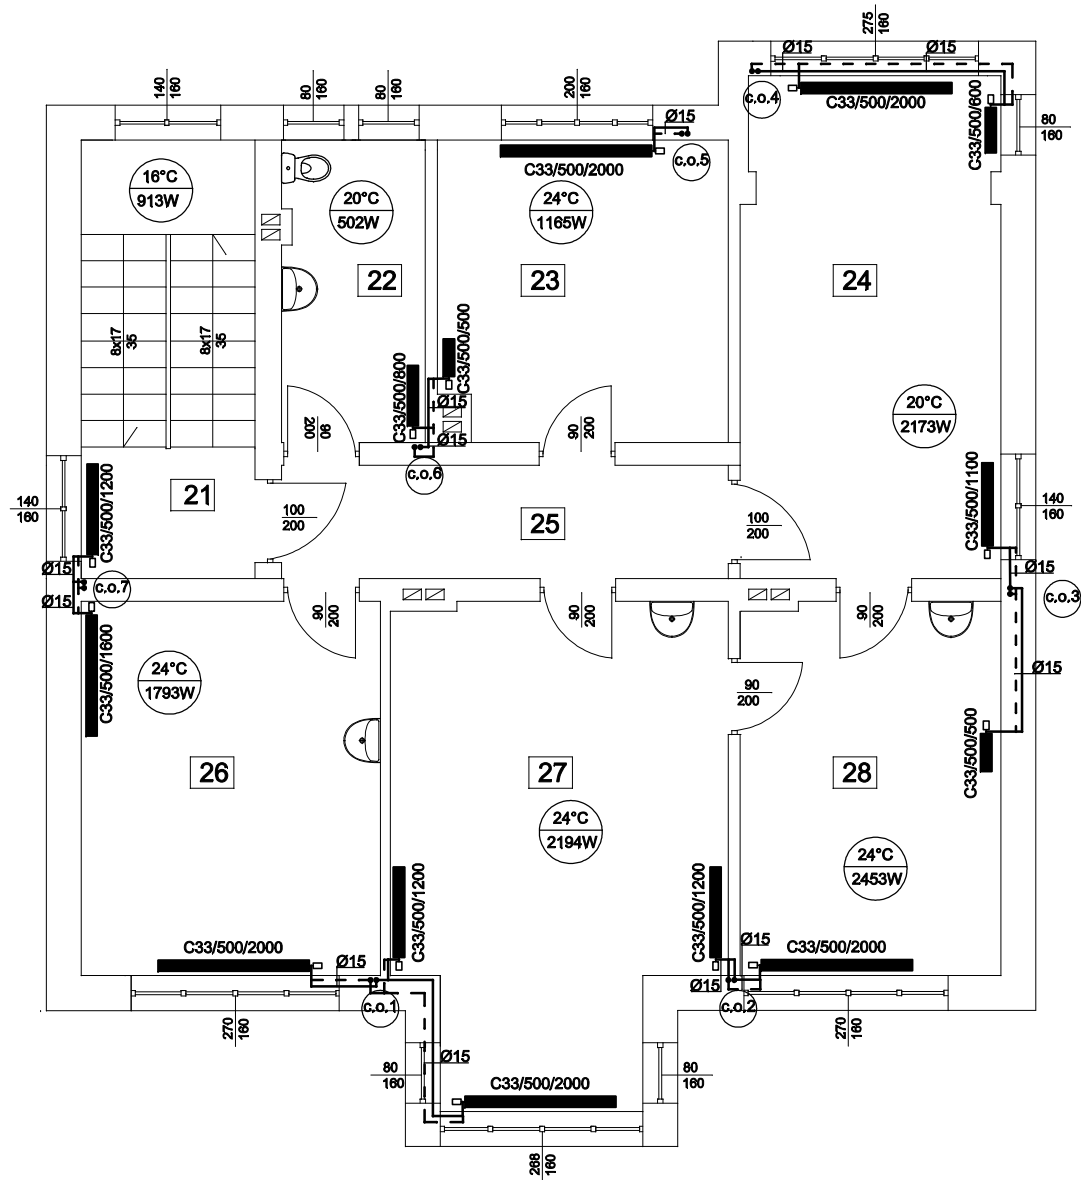 275
160
Ø15
Ø15
140
160
80
160
80
160
200
160
c.o.4
C33/500/2000
C33/500/600
80
160
Ø15
c.o.5
C33/500/2000
16°C
913W
20°C
502W
24°C
1165W
22
23
24
8x17
35
8x17
35
C33/500/500
C33/500/800
Ø15
Ø15
20°C
2173W
90
200
90
200
c.o.6
C33/500/1200
21
140
160
100
200
25
100
200
C33/500/1100
140
160
Ø15
c.o.7
Ø15
Ø15
c.o.3
90
200
90
200
90
200
C33/500/1600
24°C
1793W
90
200
Ø15
C33/500/500
26
27
28
24°C
2194W
24°C
2453W
C33/500/1200
C33/500/1200
C33/500/2000
Ø15
Ø15
C33/500/2000
Ø15
c.o.1
c.o.2
270
160
270
160
80
160
Ø15
80
160
C33/500/2000
268
160